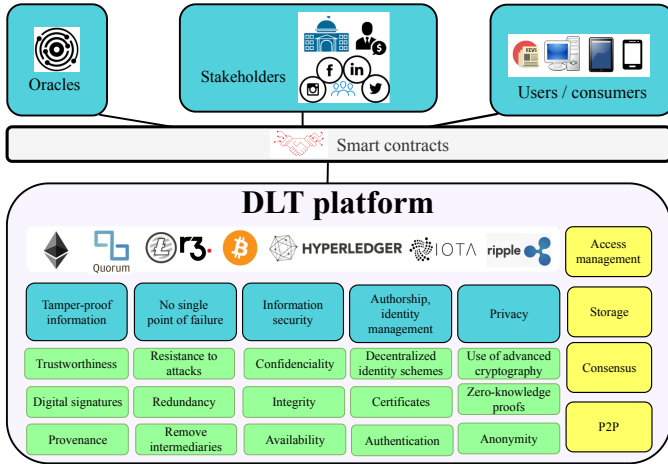 Oracles
Stakeholders
NEWS
Users / consumers
Smart contracts
DLT platform
Quorum
r3.
HYPERLEDGER
IOTA
ripple
Access
management
Tamper-proof
information
No single
point of failure
Information
security
Authorship,
identity
management
Privacy
Storage
Trustworthiness
Resistance to
attacks
Confidenciality
Decentralized
identity schemes
Use of advanced
cryptography
Consensus
Digital signatures
Redundancy
Integrity
Certificates
Zero-knowledge
proofs
Provenance
Remove
intermediaries
Availability
Authentication
Anonymity
P2P